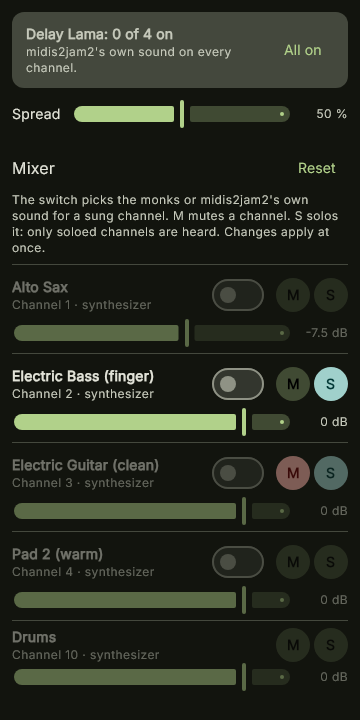 Delay Lama: 0 of 4 on
midis2jam2's own sound on every
channel.
All on
Spread
50 %
Mixer
Reset
The switch picks the monks or midis2jam2's own
sound for a sung channel. M mutes a channel. S solos
it: only soloed channels are heard. Changes apply at
once.
Alto Sax
Channel 1 · synthesizer
M
S
-7.5 dB
Electric Bass (finger)
Channel 2 · synthesizer
M
S
0 dB
Electric Guitar (clean)
Channel 3 · synthesizer
M
S
0 dB
Pad 2 (warm)
Channel 4 · synthesizer
M
S
0 dB
Drums
Channel 10 · synthesizer
M
S
0 dB